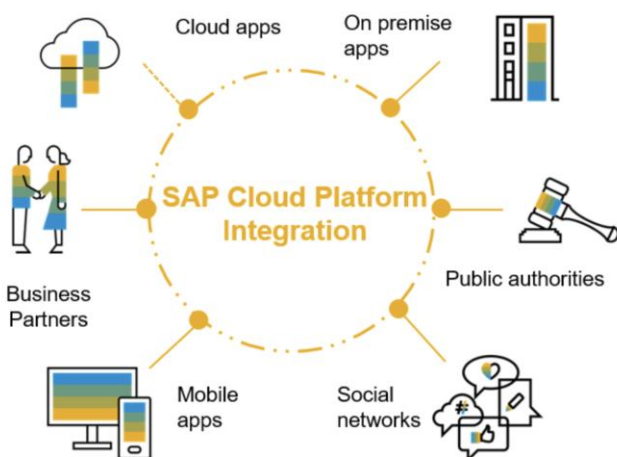 Cloud apps
On premise
apps
SAP Cloud Platform
Integration
Business
Partners
Public authorities
Mobile
apps
Social
networks
#